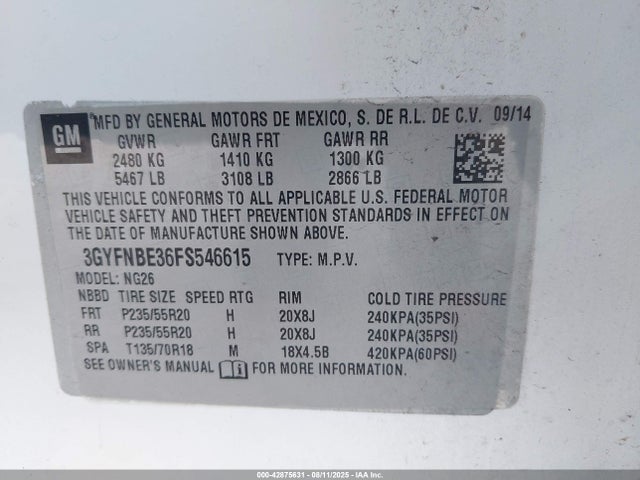 GM
MFD BY GENERAL MOTORS DE MEXICO, S. DE R.L. DE C.V. 09/14
GVWR GAWR FRT GAWR RR
2480 KG 1410 KG 1300 KG
5467 LB 3108 LB 2866 LB
THIS VEHICLE CONFORMS TO ALL APPLICABLE U.S. FEDERAL MOTOR
VEHICLE SAFETY AND THEFT PREVENTION STANDARDS IN EFFECT ON
THE DATE OF MANUFACTURE SHOWN ABOVE.
3GYFNBE36FS546615 TYPE: M.P.V.
MODEL: NG26
NBBD TIRE SIZE SPEED RTG RIM COLD TIRE PRESSURE
FRT P235/55R20 H 20X8J 240KPA(35PSI)
RR P235/55R20 H 20X8J 240KPA(35PSI)
SPA T135/70R18 M 18X4.5B 420KPA(60PSI)
SEE OWNER'S MANUAL FOR MORE INFORMATION.
000-42875631 - 08/11/2025 - IAAI, Inc.